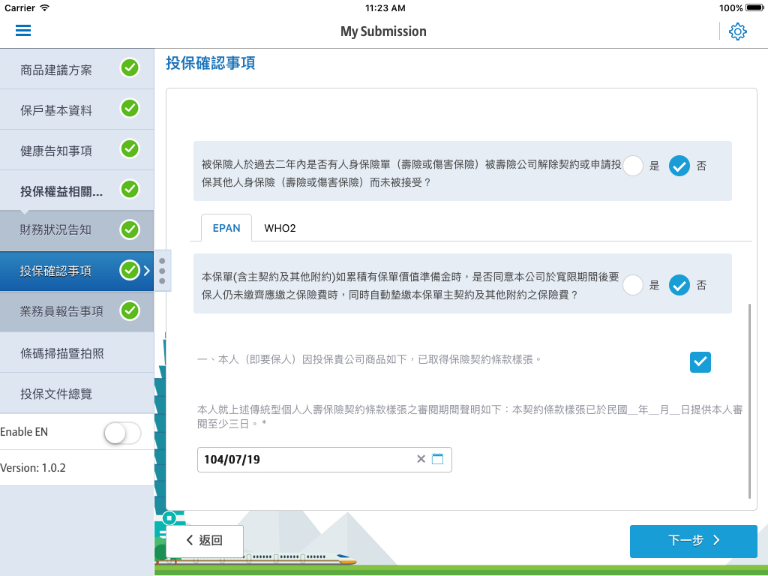 Carrier 11:23 AM 100%
My Submission
商品建議方案
保戶基本資料
健康告知事項
投保權益相關...
財務狀況告知
投保確認事項
業務員報告事項
條碼掃描暨拍照
投保文件總覽
Enable EN
Version: 1.0.2
投保確認事項
被保險人於過去二年內是否有人身保險單（壽險或傷害保險）被壽險公司解除契約或申請投
保其他人身保險（壽險或傷害保險）而未被接受？
是 否
EPAN WHO2
本保單(含主契約及其他附約)如累積有保單價值準備金時，是否同意本公司於寬限期間後要
保人仍未繳齊應繳之保險費時，同時自動墊繳本保單主契約及其他附約之保險費？
是 否
一、本人（即要保人）因投保貴公司商品如下，已取得保險契約條款樣張。
本人就上述傳統型個人人壽保險契約條款樣張之審閱期間聲明如下：本契約條款樣張已於民國__年__月__日提供本人審
閱至少三日。*
104/07/19
返回
下一步